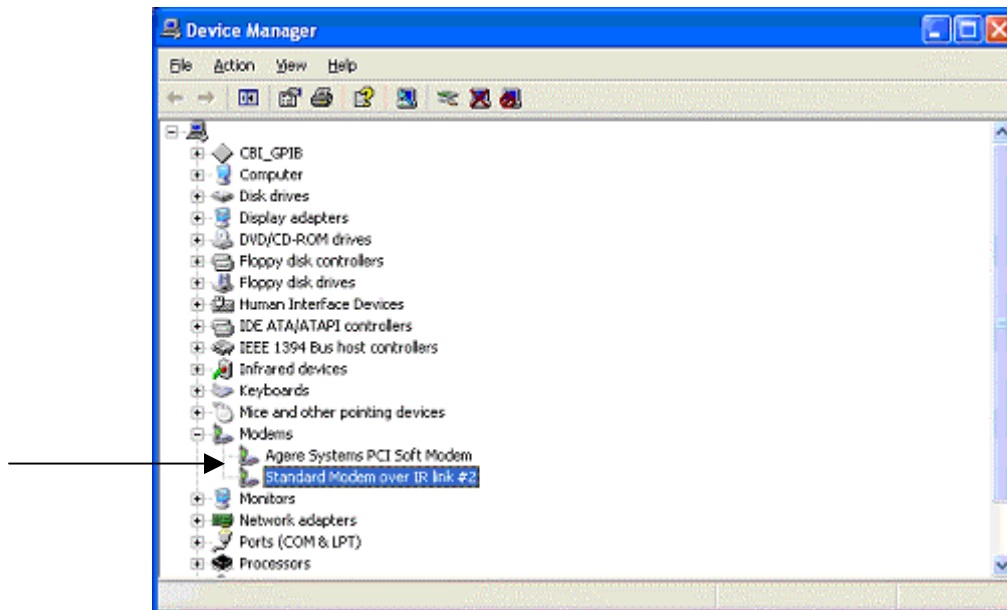 Device Manager
File Action View Help
CBI_GPIB
Computer
Disk drives
Display adapters
DVD/CD-ROM drives
Floppy disk controllers
Floppy disk drives
Human Interface Devices
IDE ATA/ATAPI controllers
IEEE 1394 Bus host controllers
Infrared devices
Keyboards
Mice and other pointing devices
Modems
Agere Systems PCI Soft Modem
Standard Modem over IR link #2
Monitors
Network adapters
Ports (COM & LPT)
Processors